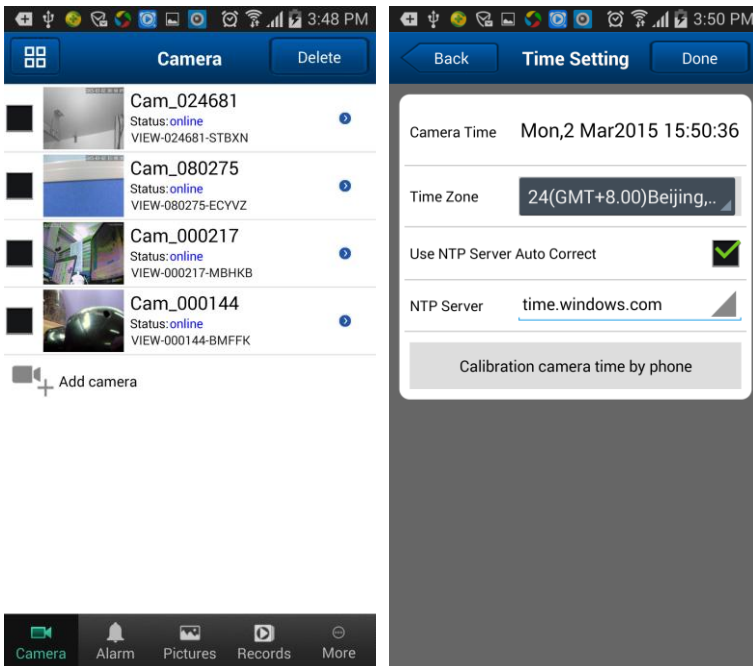 3:48 PM
Camera
Delete
Cam_024681
Status:online
VIEW-024681-STBXN
Cam_080275
Status:online
VIEW-080275-ECYVZ
Cam_000217
Status:online
VIEW-000217-MBHKB
Cam_000144
Status:online
VIEW-000144-BMFFK
Add camera
Camera Alarm Pictures Records More
3:50 PM
Back
Time Setting
Done
Camera Time Mon,2 Mar2015 15:50:36
Time Zone 24(GMT+8.00)Beijing,..
Use NTP Server Auto Correct
NTP Server time.windows.com
Calibration camera time by phone